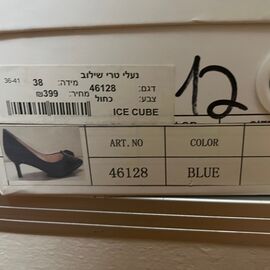 נעלי טרי שילוב
דגם: 46128 מידה: 38 36-41
צבע: כחול מחיר: ₪399
ICE CUBE
12
ART.NO COLOR
46128 BLUE